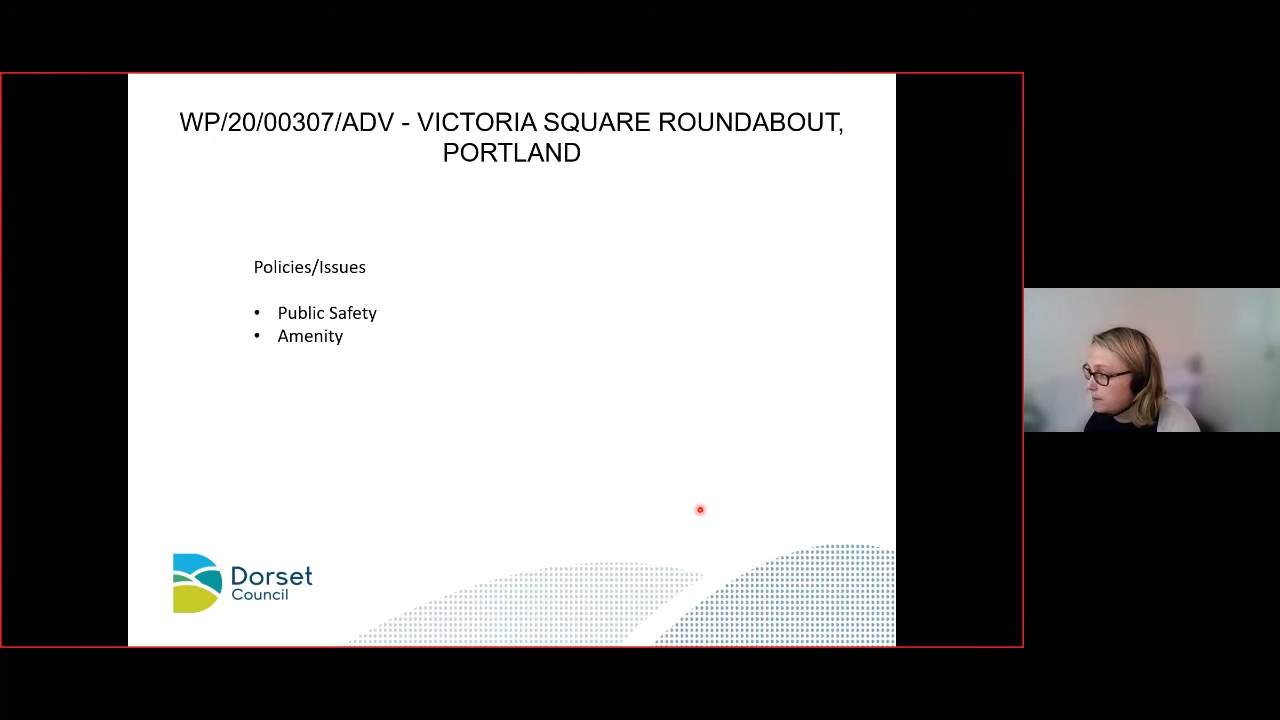 WP/20/00307/ADV - VICTORIA SQUARE ROUNDABOUT,
PORTLAND
Policies/Issues
• Public Safety
• Amenity
Dorset
Council